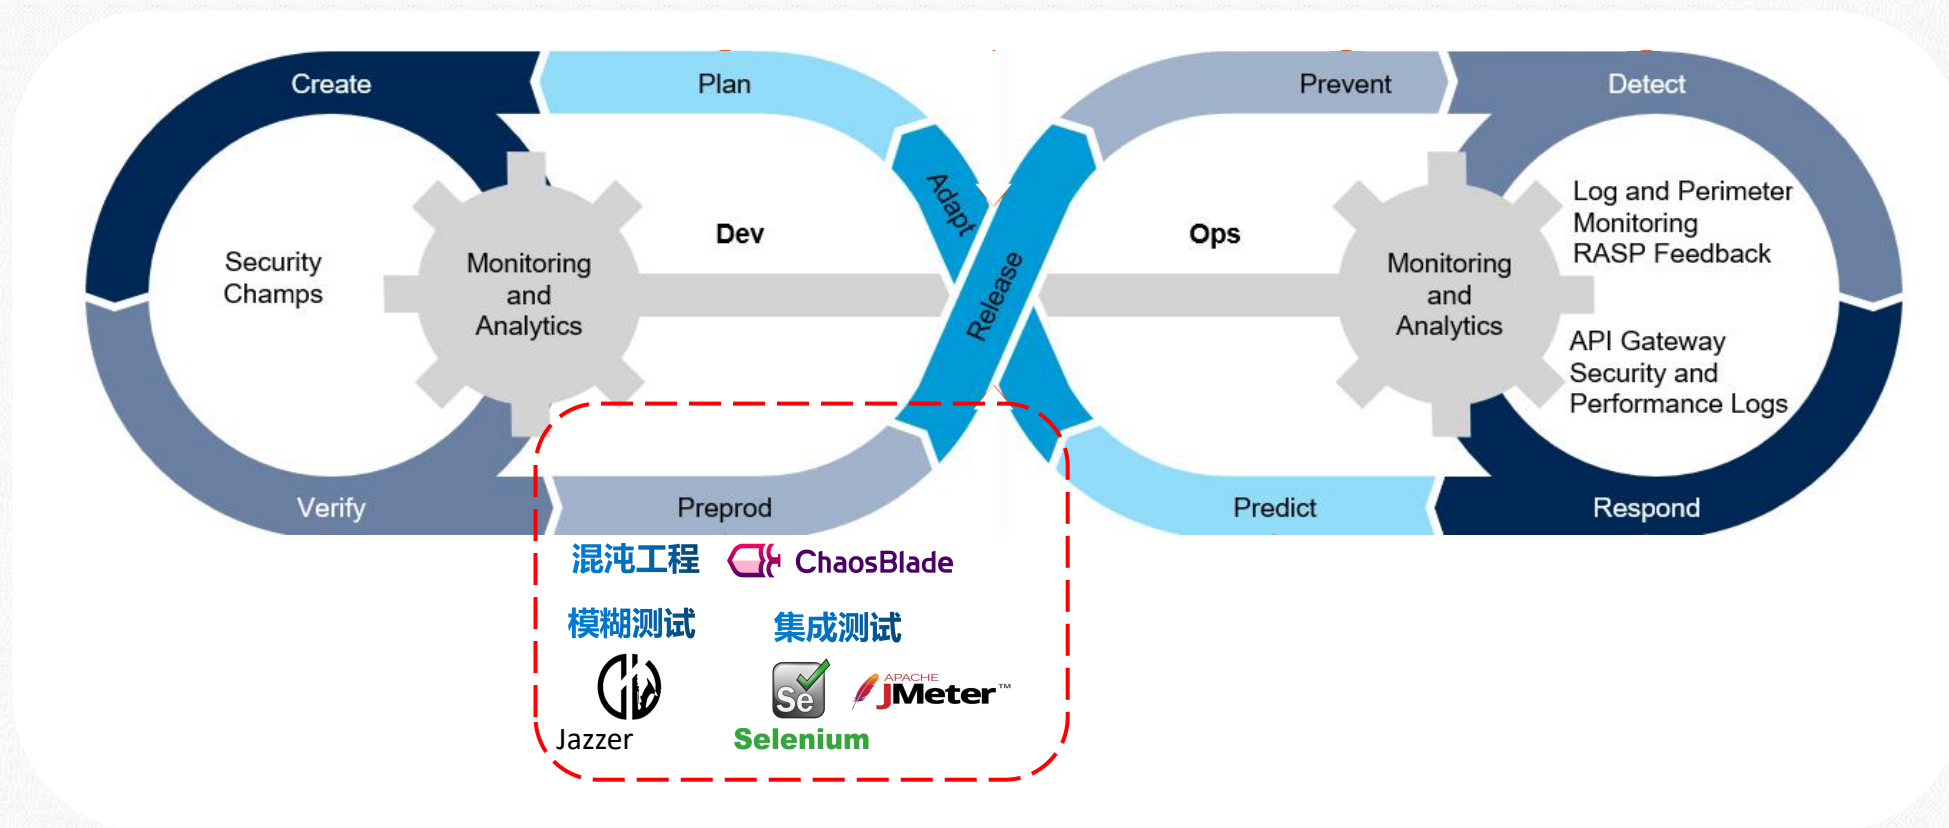 Create
Plan
Prevent
Detect
Adapt
Release
Dev
Ops
Security
Champs
Monitoring
and
Analytics
Monitoring
and
Analytics
Log and Perimeter
Monitoring
RASP Feedback
API Gateway
Security and
Performance Logs
Verify
Preprod
Predict
Respond
混沌工程
ChaosBlade
模糊测试
集成测试
Se
APACHE
JMeter™
Jazzer
Selenium